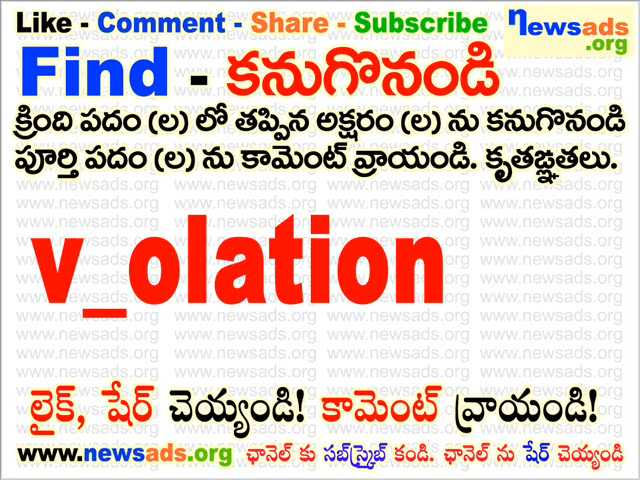 Like - Comment - Share - Subscribe
newsads
.org
Find - కనుగొనండి
క్రింది పదం (ల) లో తప్పిన అక్షరం (ల) ను కనుగొనండి
పూర్తి పదం (ల) ను కామెంట్ వ్రాయండి. కృతజ్ఞతలు.
v_olation
లైక్, షేర్ చెయ్యండి! కామెంట్ వ్రాయండి!
www.newsads.org ఛానెల్ కు సబ్‌స్క్రైబ్ కండి. ఛానెల్ ను షేర్ చెయ్యండి